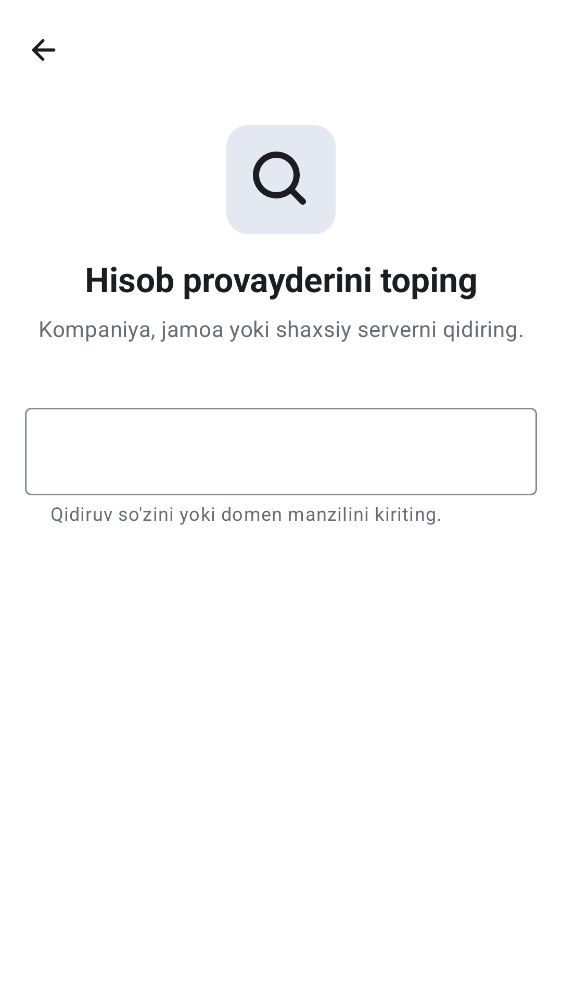 Hisob provayderini toping
Kompaniya, jamoa yoki shaxsiy serverni qidiring.
Qidiruv so'zini yoki domen manzilini kiriting.